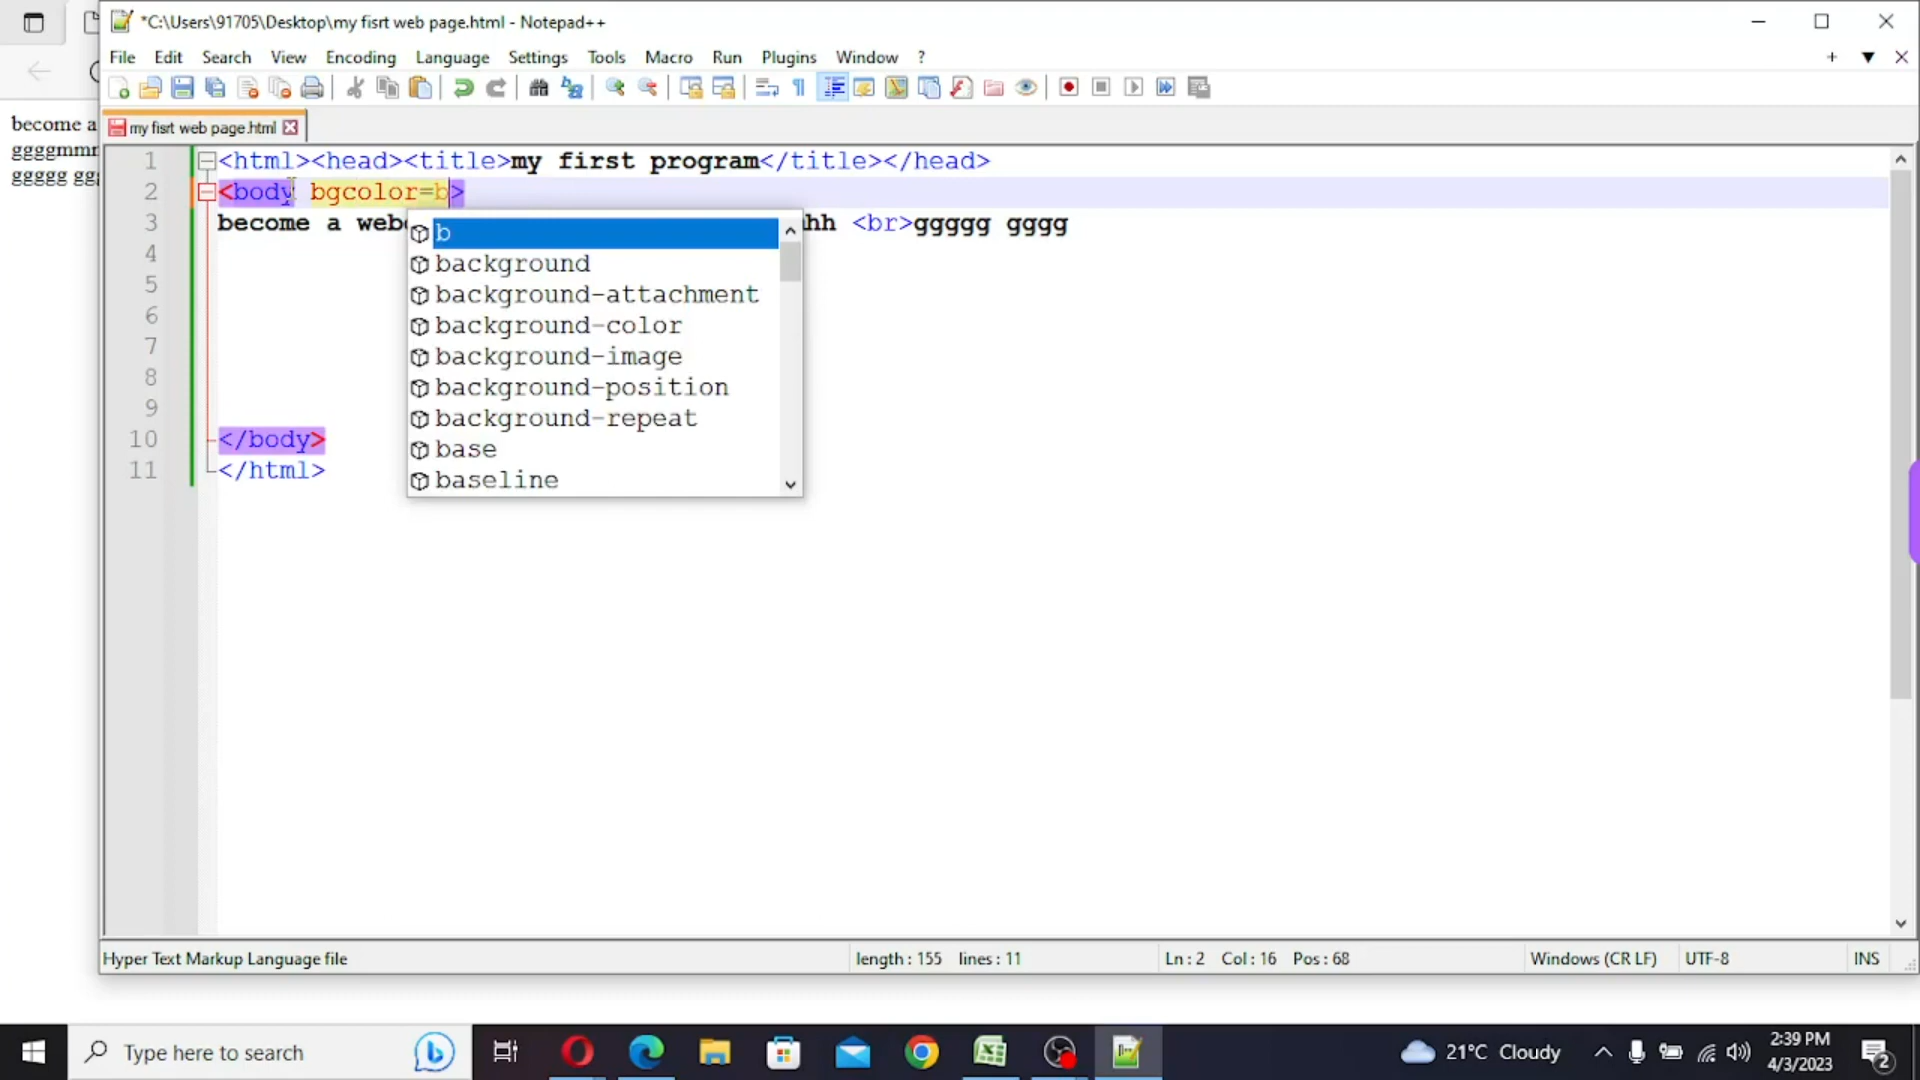 *C:\Users\91705\Desktop\my fisrt web page.html - Notepad++
File Edit Search View Encoding Language Settings Tools Macro Run Plugins Window ?
my fisrt web page.html
become a
ggggmmm
ggggg ggg
1 <html><head><title>my first program</title></head>
2 <body bgcolor=b>
3 become a web hh <br>ggggg gggg
4
5
6
7
8
9
10 </body>
11 </html>
b
background
background-attachment
background-color
background-image
background-position
background-repeat
base
baseline
Hyper Text Markup Language file length : 155 lines : 11 Ln : 2 Col : 16 Pos : 68 Windows (CR LF) UTF-8 INS
Type here to search
21°C Cloudy
2:39 PM
4/3/2023
2